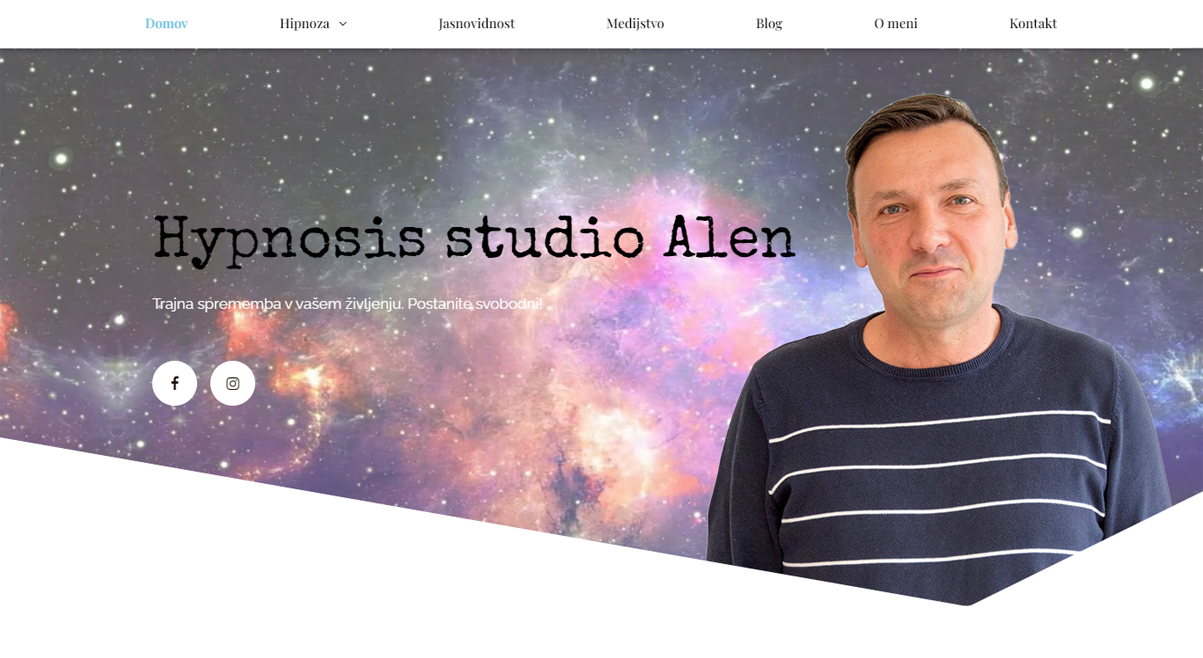 Domov Hipnoza Jasnovidnost Medijstvo Blog O meni Kontakt
Hypnosis studio Alen
Trajna sprememba v vašem življenju. Postanite svobodni!